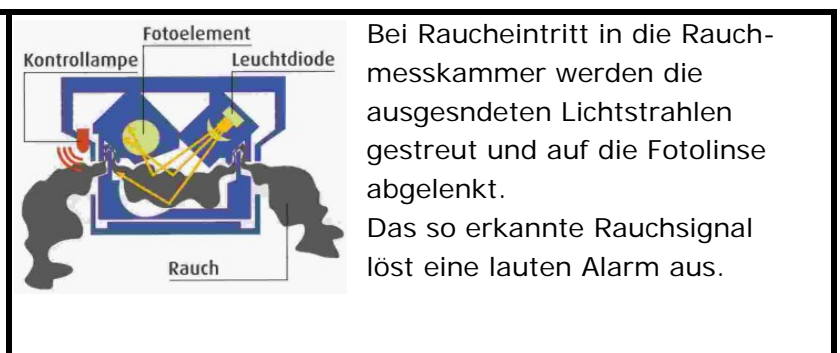 Fotoelement
Kontrollampe
Leuchtdiode
Rauch
Bei Raucheintritt in die Rauch-
messkammer werden die
ausgesndeten Lichtstrahlen
gestreut und auf die Fotolinse
abgelenkt.
Das so erkannte Rauchsignal
löst eine lauten Alarm aus.